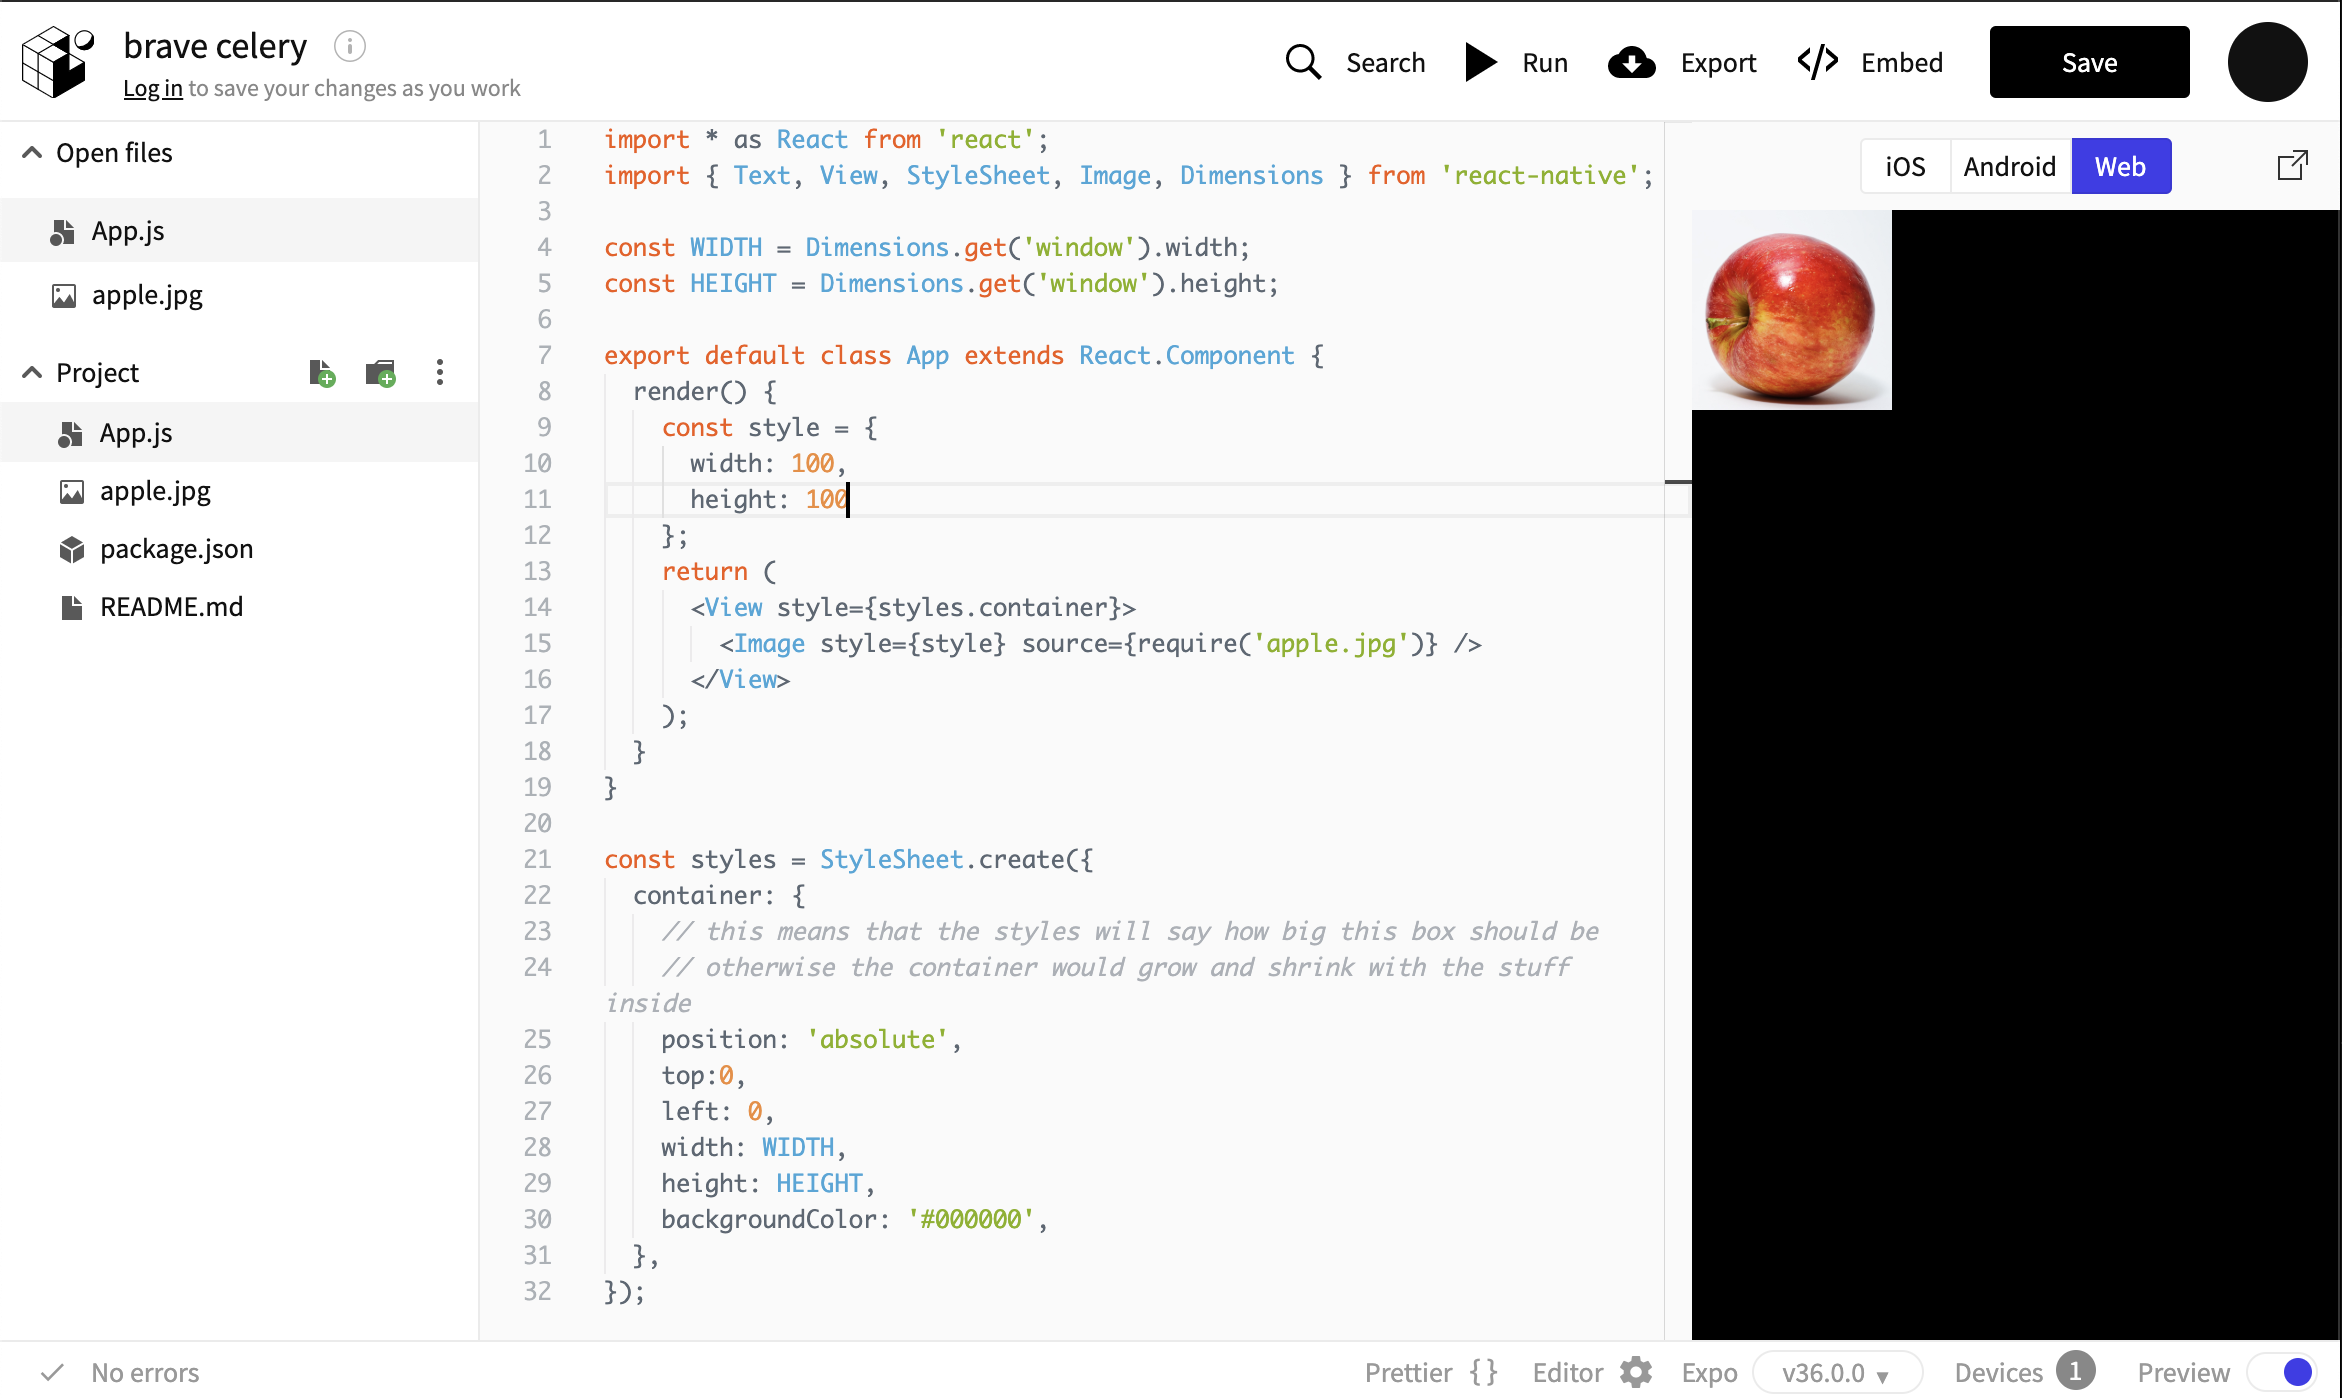 brave celery
Log in to save your changes as you work
Search
Run
Export
Embed
Save
Open files
App.js
apple.jpg
Project
App.js
apple.jpg
package.json
README.md
1 import * as React from 'react';
2 import { Text, View, StyleSheet, Image, Dimensions } from 'react-native';
3
4 const WIDTH = Dimensions.get('window').width;
5 const HEIGHT = Dimensions.get('window').height;
6
7 export default class App extends React.Component {
8 render() {
9 const style = {
10 width: 100,
11 height: 100
12 };
13 return (
14 <View style={styles.container}>
15 <Image style={style} source={require('apple.jpg')} />
16 </View>
17 );
18 }
19 }
20
21 const styles = StyleSheet.create({
22 container: {
23 // this means that the styles will say how big this box should be
24 // otherwise the container would grow and shrink with the stuff
inside
25 position: 'absolute',
26 top:0,
27 left: 0,
28 width: WIDTH,
29 height: HEIGHT,
30 backgroundColor: '#000000',
31 },
32 });
iOS
Android
Web
No errors
Prettier {}
Editor
Expo
v36.0.0
Devices 1
Preview